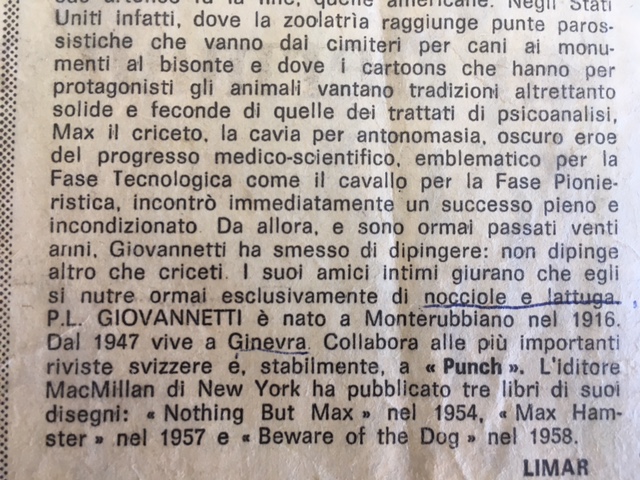 quelle americane. Negli Stati
Uniti infatti, dove la zoolatrìa raggiunge punte paros-
sistiche che vanno dai cimiteri per cani ai monu-
menti al bisonte e dove i cartoons che hanno per
protagonisti gli animali vantano tradizioni altrettanto
solide e feconde di quelle dei trattati di psicoanalisi,
Max il criceto, la cavia per antonomasia, oscuro eroe
del progresso medico-scientifico, emblematico per la
Fase Tecnologica come il cavallo per la Fase Pionie-
ristica, incontrò immediatamente un successo pieno e
incondizionato. Da allora, e sono ormai passati venti
anni, Giovannetti ha smesso di dipingere: non dipinge
altro che criceti. I suoi amici intimi giurano che egli
si nutre ormai esclusivamente di nocciole e lattuga.
P.L. GIOVANNETTI è nato a Monterubbiano nel 1916.
Dal 1947 vive a Ginevra. Collabora alle più importanti
riviste svizzere é, stabilmente, a « Punch ». L'Iditore
MacMillan di New York ha pubblicato tre libri di suoi
disegni: « Nothing But Max » nel 1954, « Max Ham-
ster » nel 1957 e « Beware of the Dog » nel 1958.
LIMAR